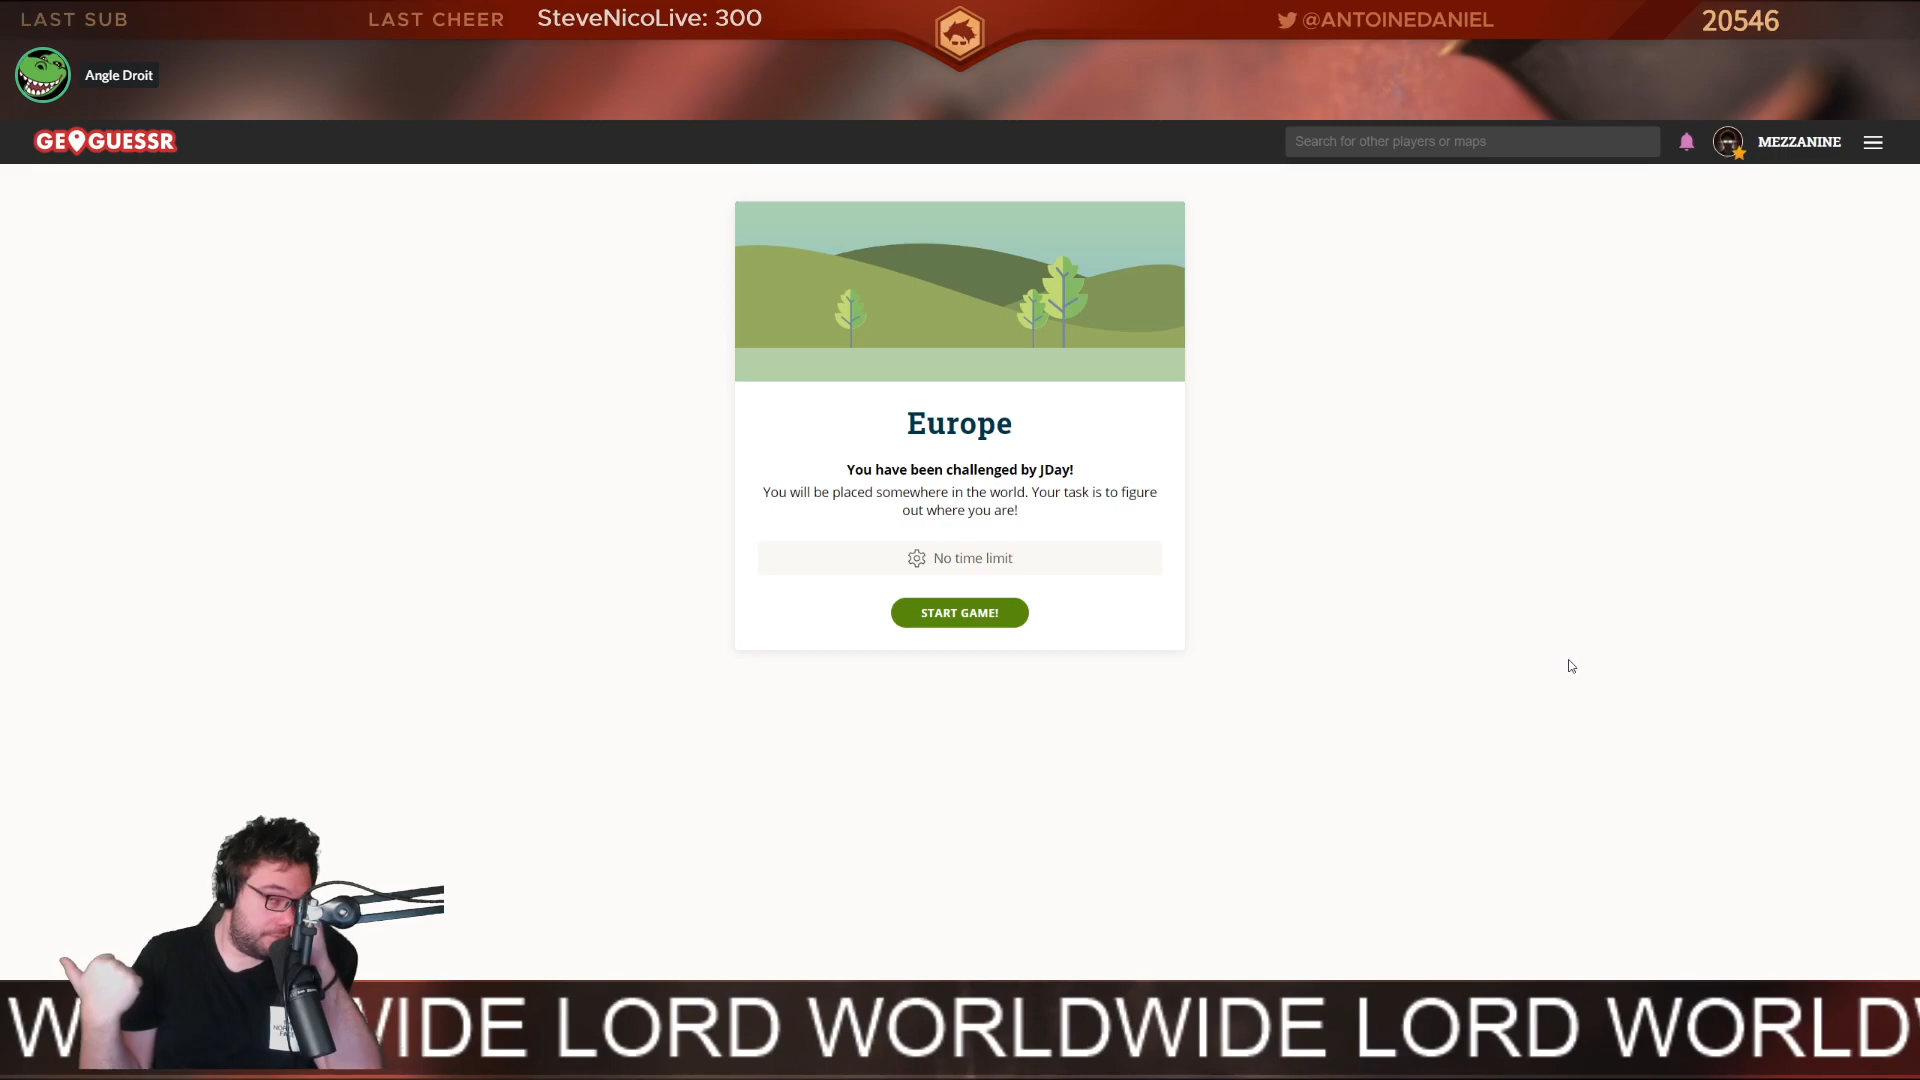 LAST SUB
LAST CHEER
SteveNicoLive: 300
@ANTOINEDANIEL
20546
Angle Droit
GEOGUESSR
Search for other players or maps
MEZZANINE
Europe
You have been challenged by JDay!
You will be placed somewhere in the world. Your task is to figure
out where you are!
No time limit
START GAME!
WIDE LORD WORLDWIDE LORD WORLDW